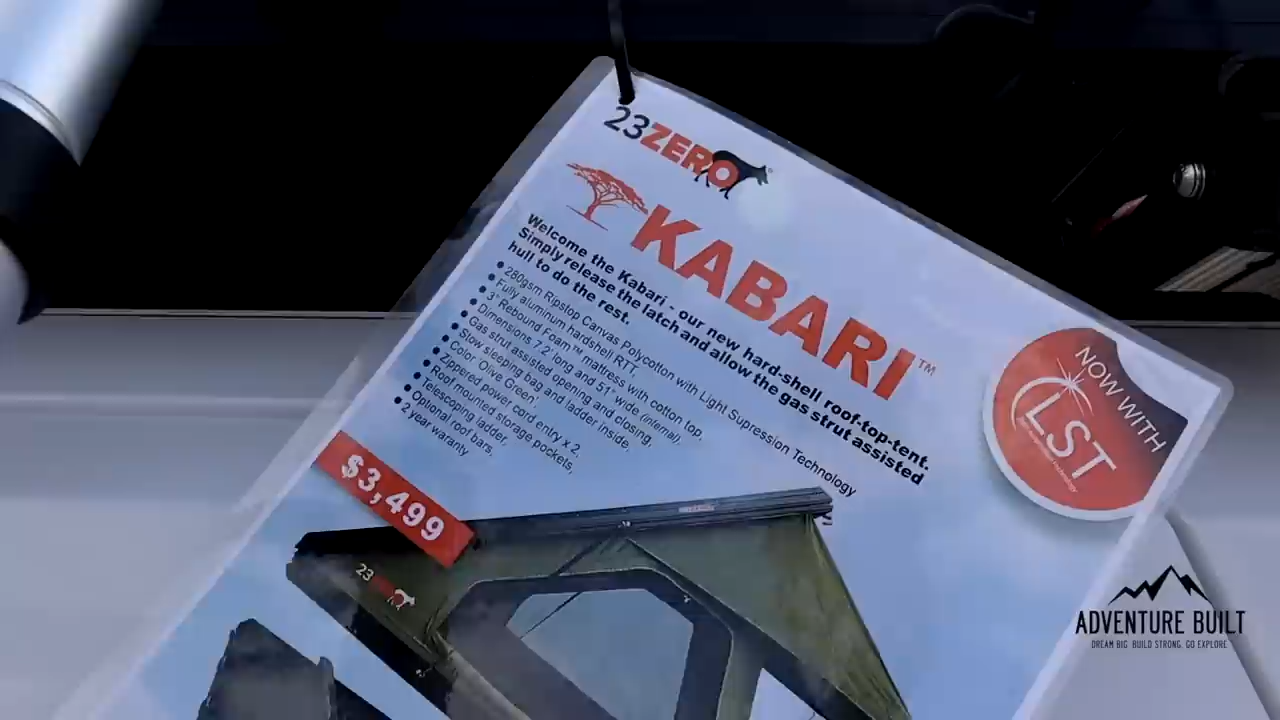 23ZERO
KABARI™
Welcome the Kabari - our new hard-shell roof-top-tent.
Simply release the latch and allow the gas strut assisted
hull to do the rest.
• 280gsm Ripstop Canvas Polycotton with Light Supression Technology
• Fully aluminum hardshell RTT.
• 3" Rebound Foam™ mattress with cotton top.
• Dimensions 7.2' long and 51" wide (internal).
• Gas strut assisted opening and closing.
• Stow sleeping bag and ladder inside.
• Color 'Olive Green'.
• Zippered power cord entry x 2,
• Roof mounted storage pockets,
• Telescoping ladder,
• Optional roof bars,
• 2 year waranty
NOW WITH
LST
$3,499
23
ADVENTURE BUILT
DREAM BIG. BUILD STRONG. GO EXPLORE.